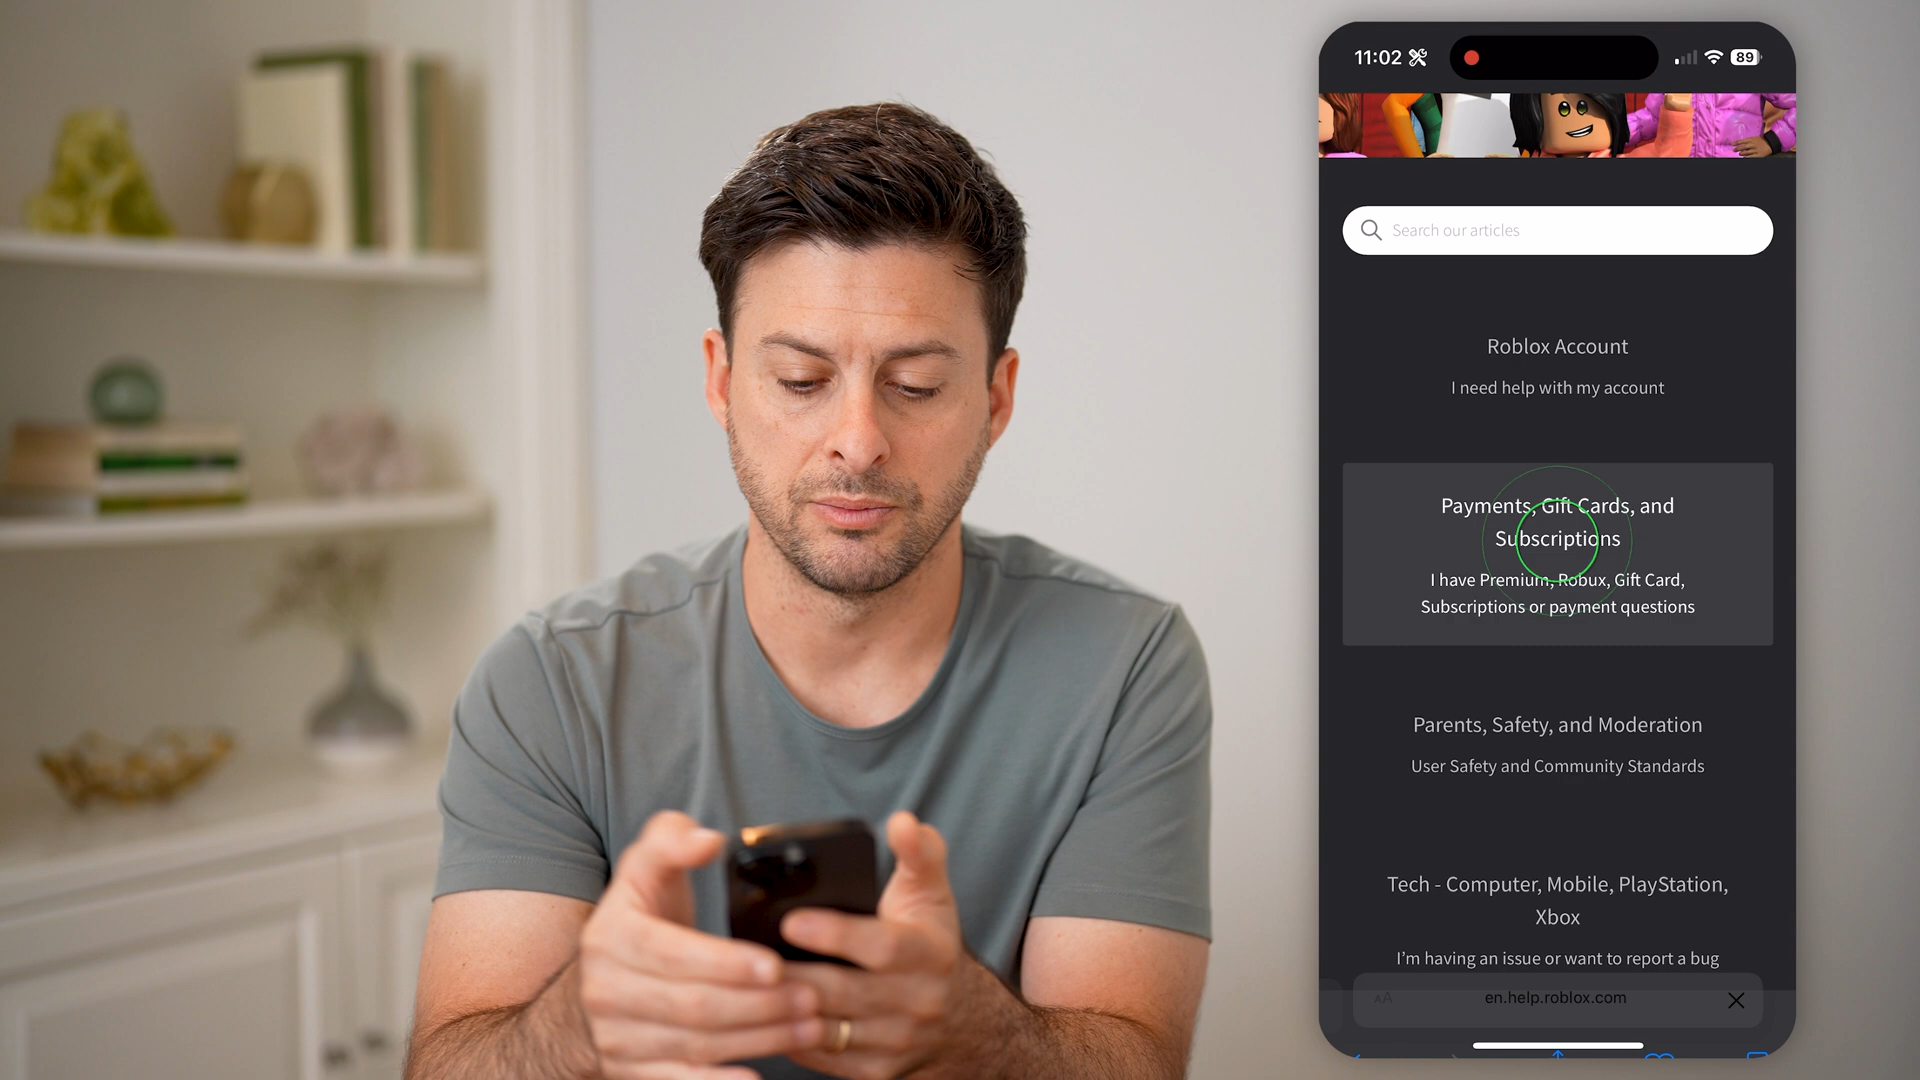 11:02
89
Search our articles
Roblox Account
I need help with my account
Payments, Gift Cards, and
Subscriptions
I have Premium, Robux, Gift Card,
Subscriptions or payment questions
Parents, Safety, and Moderation
User Safety and Community Standards
Tech - Computer, Mobile, PlayStation,
Xbox
I'm having an issue or want to report a bug
AA en.help.roblox.com